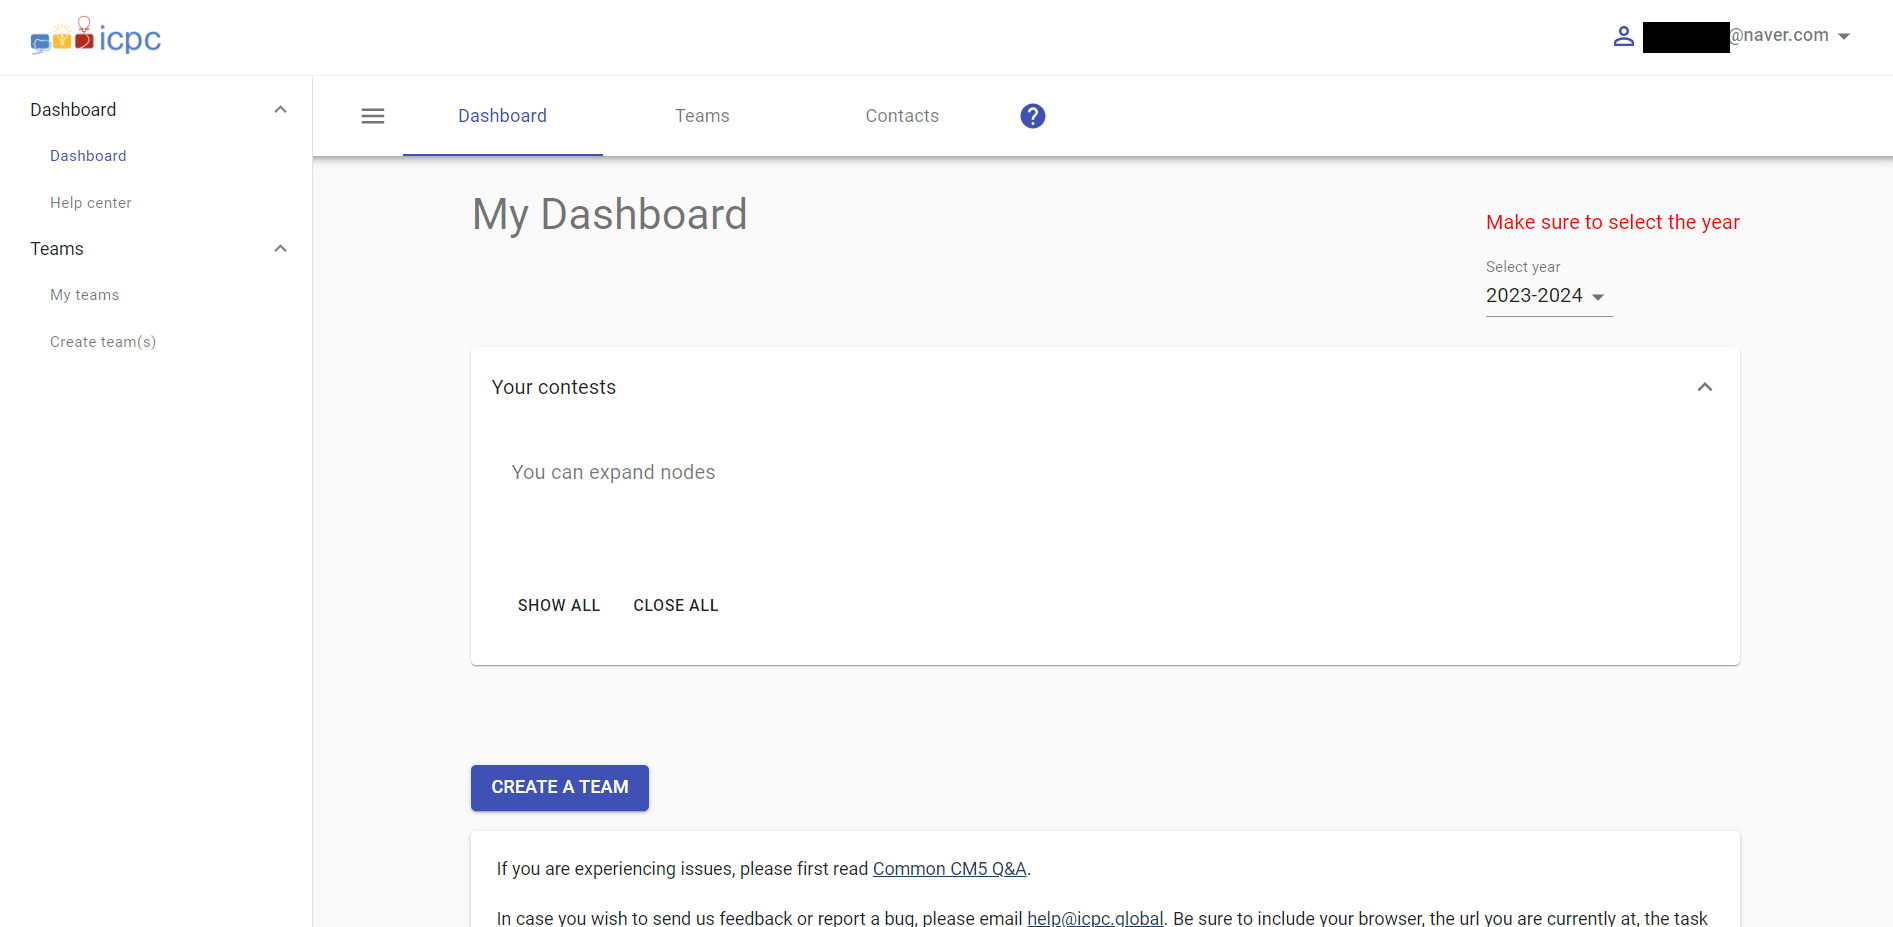 icpc
@naver.com
Dashboard
Dashboard
Help center
Teams
My teams
Create team(s)
Dashboard
Teams
Contacts
?
My Dashboard
Make sure to select the year
Select year
2023-2024
Your contests
You can expand nodes
SHOW ALL
CLOSE ALL
CREATE A TEAM
If you are experiencing issues, please first read Common CM5 Q&A.
In case you wish to send us feedback or report a bug, please email help@icpc.global. Be sure to include your browser, the url you are currently at, the task